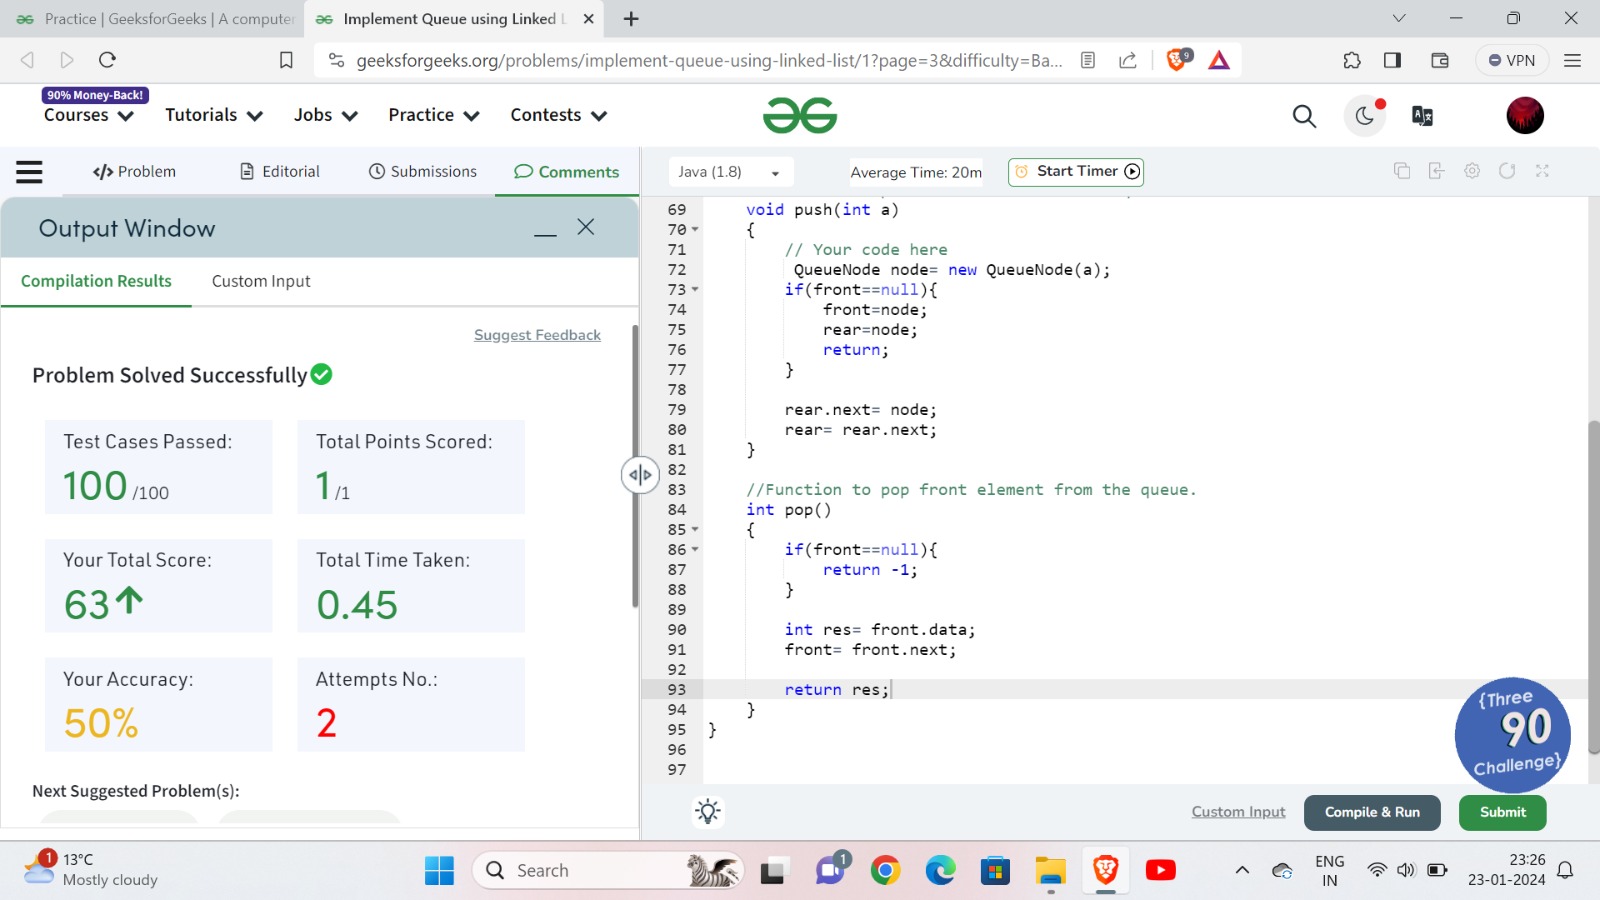 Practice | GeeksforGeeks | A computer
Implement Queue using Linked L
geeksforgeeks.org/problems/implement-queue-using-linked-list/1?page=3&difficulty=Ba...
9
VPN
90% Money-Back!
Courses
Tutorials
Jobs
Practice
Contests
Problem
Editorial
Submissions
Comments
Java (1.8)
Average Time: 20m
Start Timer
Output Window
Compilation Results
Custom Input
Suggest Feedback
Problem Solved Successfully
Test Cases Passed:
100 /100
Total Points Scored:
1 /1
Your Total Score:
63
Total Time Taken:
0.45
Your Accuracy:
50%
Attempts No.:
2
Next Suggested Problem(s):
69 void push(int a)
70 {
71 // Your code here
72 QueueNode node= new QueueNode(a);
73 if(front==null){
74 front=node;
75 rear=node;
76 return;
77 }
78
79 rear.next= node;
80 rear= rear.next;
81 }
82
83 //Function to pop front element from the queue.
84 int pop()
85 {
86 if(front==null){
87 return -1;
88 }
89
90 int res= front.data;
91 front= front.next;
92
93 return res;
94 }
95 }
96
97
{Three
90
Challenge}
Custom Input
Compile & Run
Submit
1
13°C
Mostly cloudy
Search
1
ENG
IN
23:26
23-01-2024